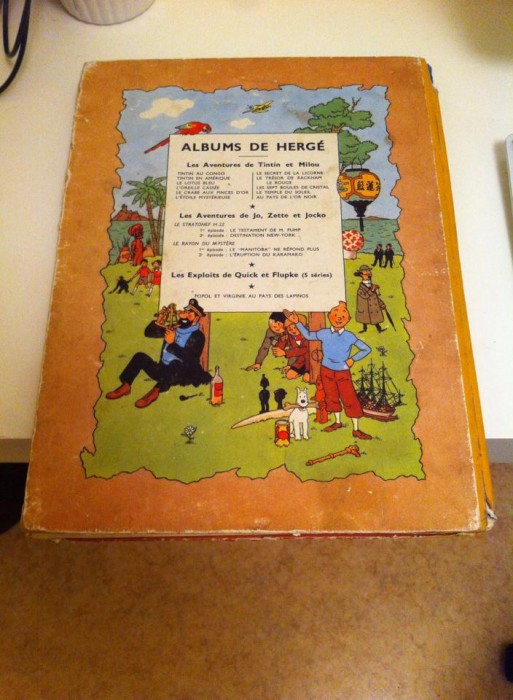 ALBUMS DE HERGÉ
Les Aventures de Tintin et Milou
TINTIN AU CONGO
TINTIN EN AMÉRIQUE
LE LOTUS BLEU
L'OREILLE CASSÉE
LE CRABE AUX PINCES D'OR
L'ÉTOILE MYSTÉRIEUSE
LE SECRET DE LA LICORNE
LE TRÉSOR DE RACKHAM
LE ROUGE
LES SEPT BOULES DE CRISTAL
LE TEMPLE DU SOLEIL
AU PAYS DE L'OR NOIR
Les Aventures de Jo, Zette et Jocko
LE STRATONEF H.22
1er épisode : LE TESTAMENT DE M. PUMP
2e épisode : DESTINATION NEW-YORK
LE RAYON DU MYSTÈRE
1er épisode : LE "MANITOBA" NE RÉPOND PLUS
2e épisode : L'ÉRUPTION DU KARAMAKO
Les Exploits de Quick et Flupke (5 séries)
POPOL ET VIRGINIE AU PAYS DES LAPINOS